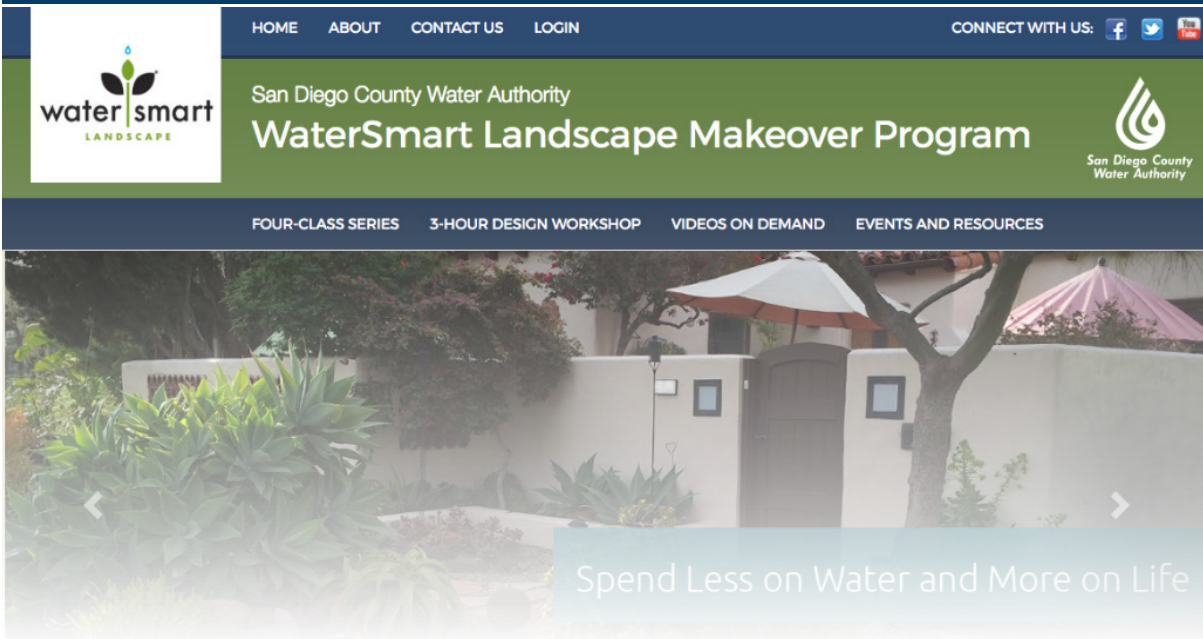 HOME ABOUT CONTACT US LOGIN
CONNECT WITH US:
You
Tube
water smart
LANDSCAPE
San Diego County Water Authority
WaterSmart Landscape Makeover Program
San Diego County
Water Authority
FOUR-CLASS SERIES 3-HOUR DESIGN WORKSHOP VIDEOS ON DEMAND EVENTS AND RESOURCES
Spend Less on Water and More on Life